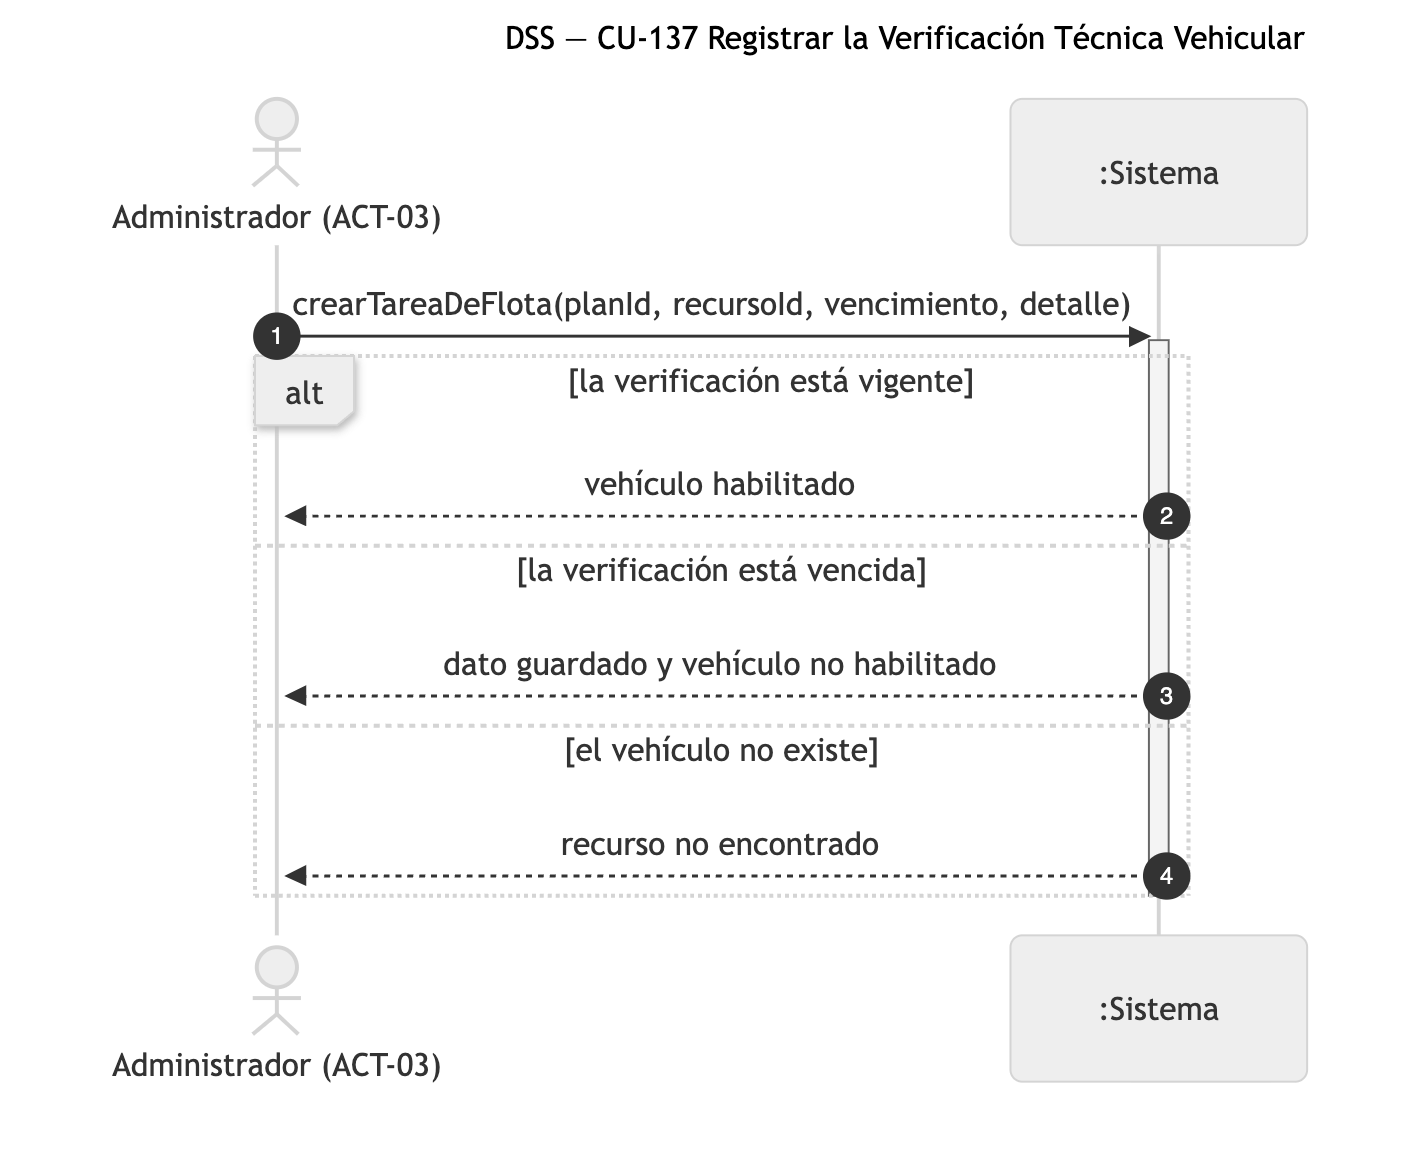 DSS — CU-137 Registrar la Verificación Técnica Vehicular
Administrador (ACT-03)
:Sistema
crearTareaDeFlota(planId, recursoId, vencimiento, detalle)
1
alt
[la verificación está vigente]
vehículo habilitado
2
[la verificación está vencida]
dato guardado y vehículo no habilitado
3
[el vehículo no existe]
recurso no encontrado
4
Administrador (ACT-03)
:Sistema